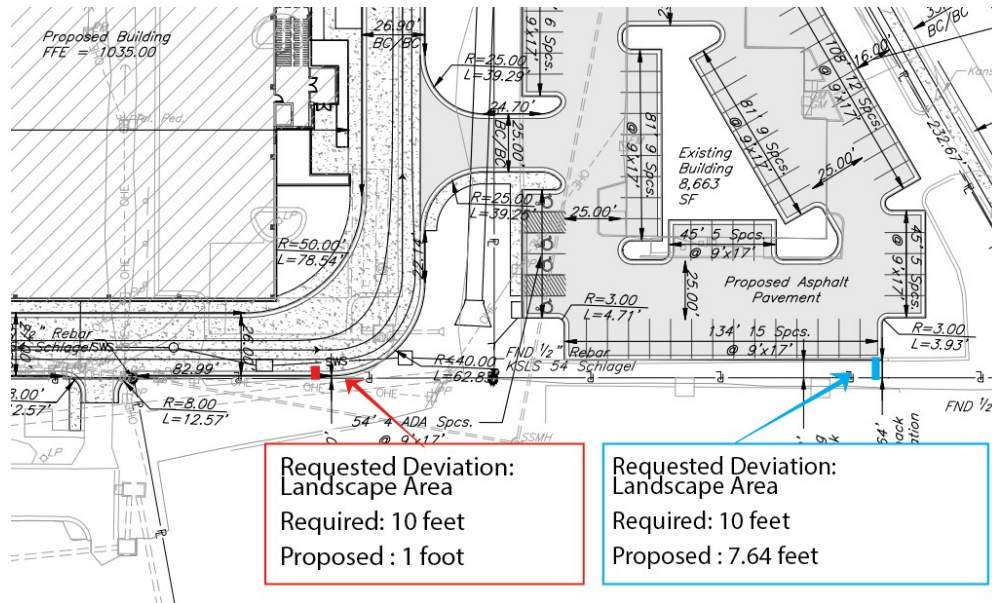 Proposed Building
FFE = 1035.00
26.90'
BC/BC
R=25.00
L=39.29'
24.70'
25.00'
BC/BC
R=25.00
L=39.25'
25.00'
81' 9 Spcs.
@ 9'x17'
81' 9 Spcs.
@ 9'x17'
108' 12 Spcs.
@ 9'x17'
16.00'
232.67'
Existing
Building
8,663
SF
25.00'
45' 5 Spcs.
@ 9'x17'
45' 5 Spcs.
@ 9'x17'
Proposed Asphalt
Pavement
25.00'
R=50.00'
L=78.54'
R=3.00
L=4.71'
134' 15 Spcs.
@ 9'x17'
R=3.00
L=3.93'
FND 1/2" Rebar
KSLS 54 Schlagel
R=40.00
82.99
SWS
26.00'
R=8.00
L=12.57'
54' 4 ADA Spcs.
@ 9'x17'
SSMH
OHE
LP
FND 1/2
Requested Deviation:
Landscape Area
Required: 10 feet
Proposed : 1 foot
Requested Deviation:
Landscape Area
Required: 10 feet
Proposed : 7.64 feet